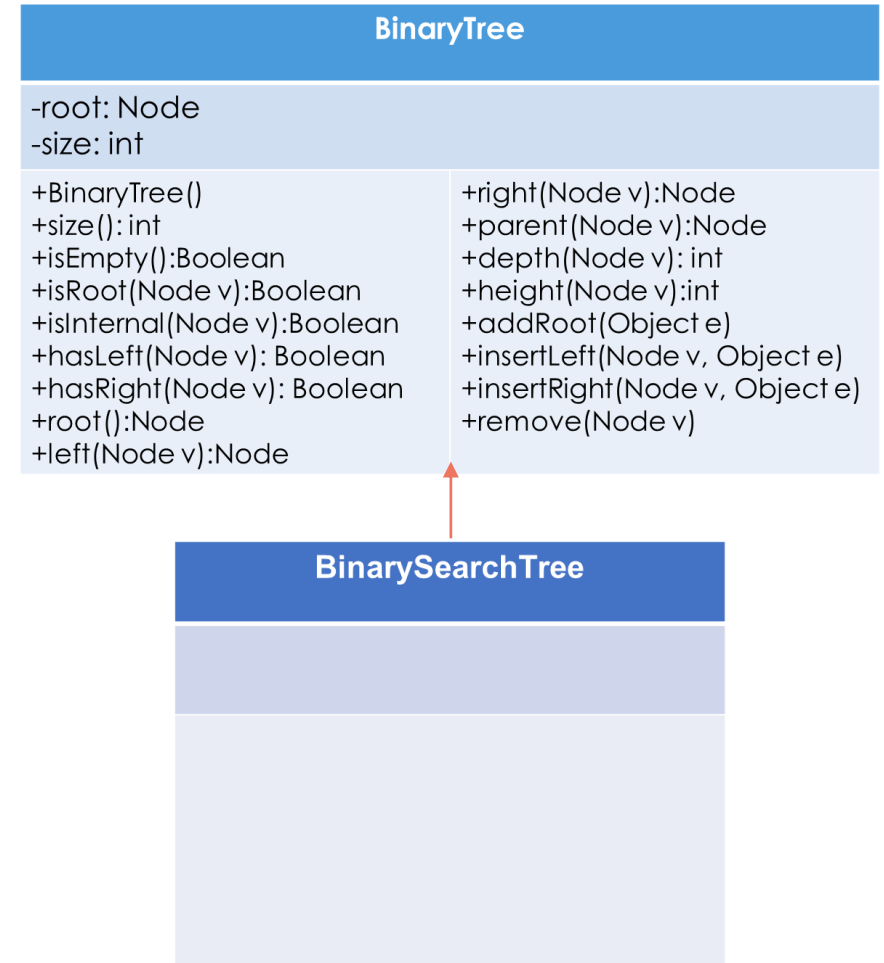 BinaryTree
-root: Node
-size: int
+BinaryTree()
+size(): int
+isEmpty():Boolean
+isRoot(Node v):Boolean
+isInternal(Node v):Boolean
+hasLeft(Node v): Boolean
+hasRight(Node v): Boolean
+root():Node
+left(Node v):Node
+right(Node v):Node
+parent(Node v):Node
+depth(Node v): int
+height(Node v):int
+addRoot(Object e)
+insertLeft(Node v, Object e)
+insertRight(Node v, Object e)
+remove(Node v)
BinarySearchTree